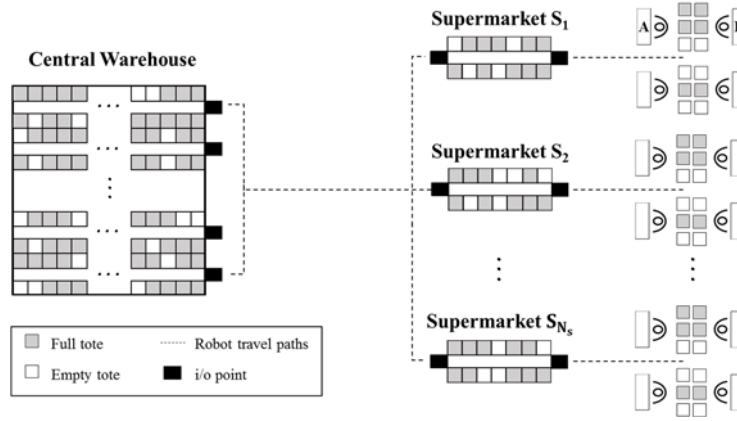 Supermarket S₁
A
Central Warehouse
Supermarket S₂
Supermarket Sₙₛ
Full tote
Robot travel paths
Empty tote
i/o point